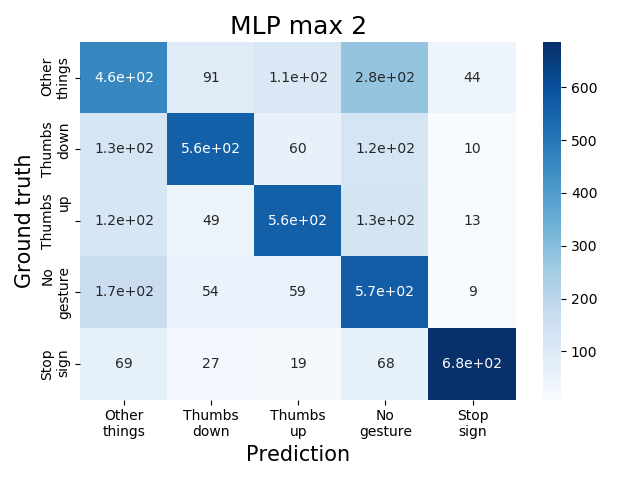 MLP max 2
Ground truth
Other
things
4.6e+02 91 1.1e+02 2.8e+02 44
Thumbs
down
1.3e+02 5.6e+02 60 1.2e+02 10
Thumbs
up
1.2e+02 49 5.6e+02 1.3e+02 13
No
gesture
1.7e+02 54 59 5.7e+02 9
Stop
sign
69 27 19 68 6.8e+02
Other
things
Thumbs
down
Thumbs
up
No
gesture
Stop
sign
Prediction
600
500
400
300
200
100